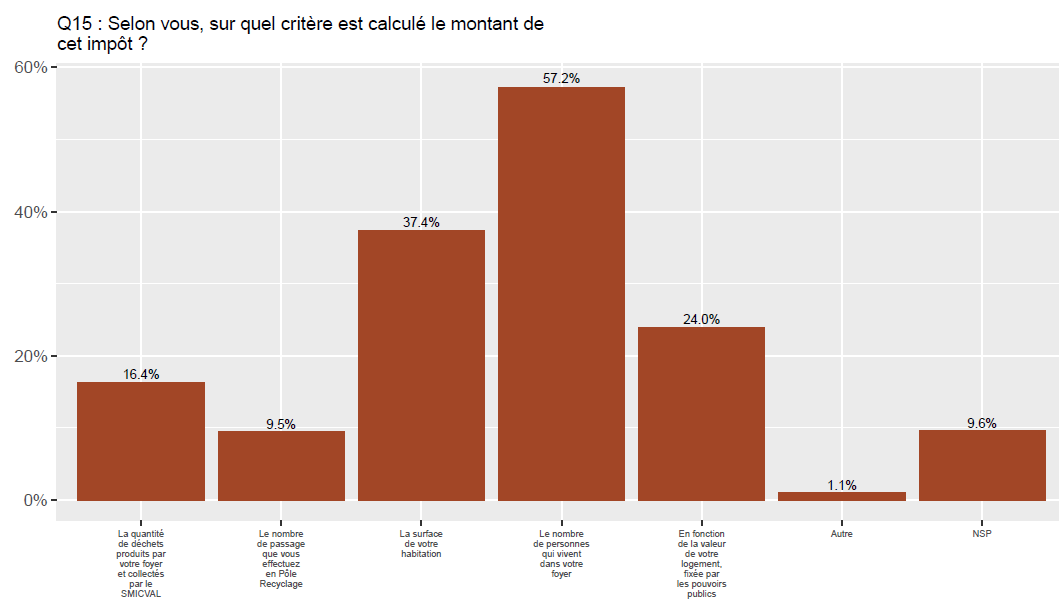 Q15 : Selon vous, sur quel critère est calculé le montant de
cet impôt ?
60%
40%
20%
0%
16.4%
9.5%
37.4%
57.2%
24.0%
1.1%
9.6%
La quantité
de déchets
produits par
votre foyer
et collectés
par le
SMICVAL
Le nombre
de passage
que vous
effectuez
en Pôle
Recyclage
La surface
de votre
habitation
Le nombre
de personnes
qui vivent
dans votre
foyer
En fonction
de la valeur
de votre
logement,
fixée par
les pouvoirs
publics
Autre
NSP